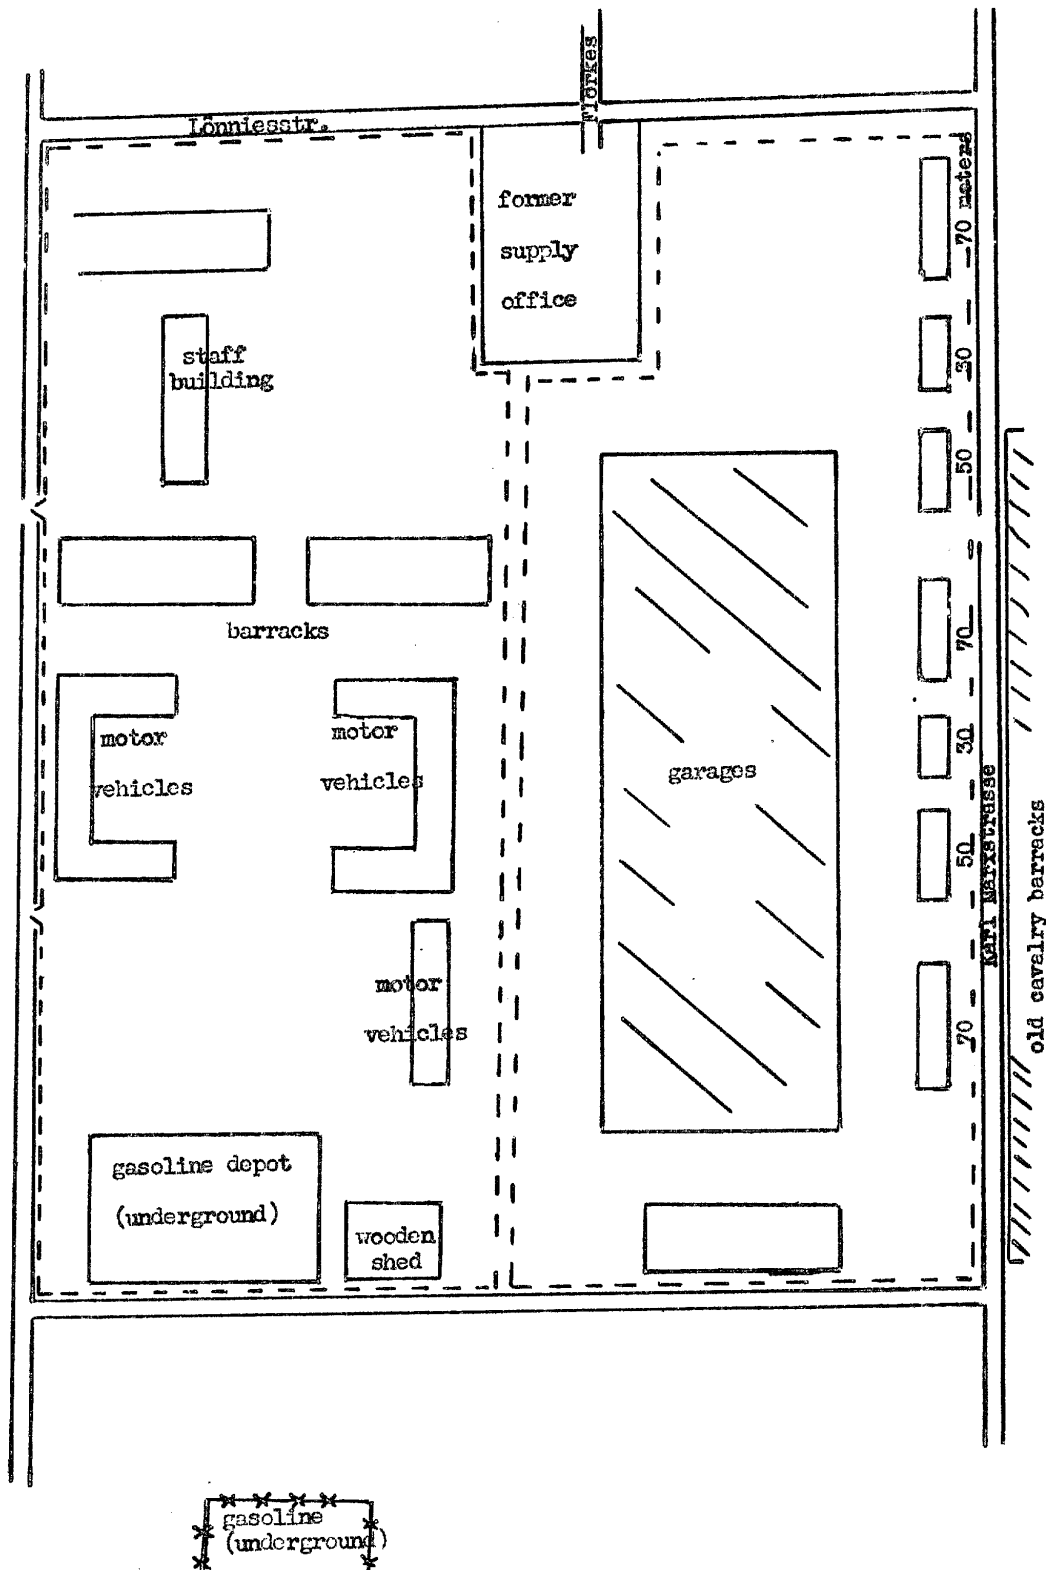 Florkes
Lönniesstr.
former
supply
office
70 meters
staff
building
30
50
barracks
70
motor
vehicles
motor
vehicles
garages
30
Karl Marxstrasse
50
old cavalry barracks
motor
vehicles
70
gasoline depot
(underground)
wooden
shed
gasoline
(underground)